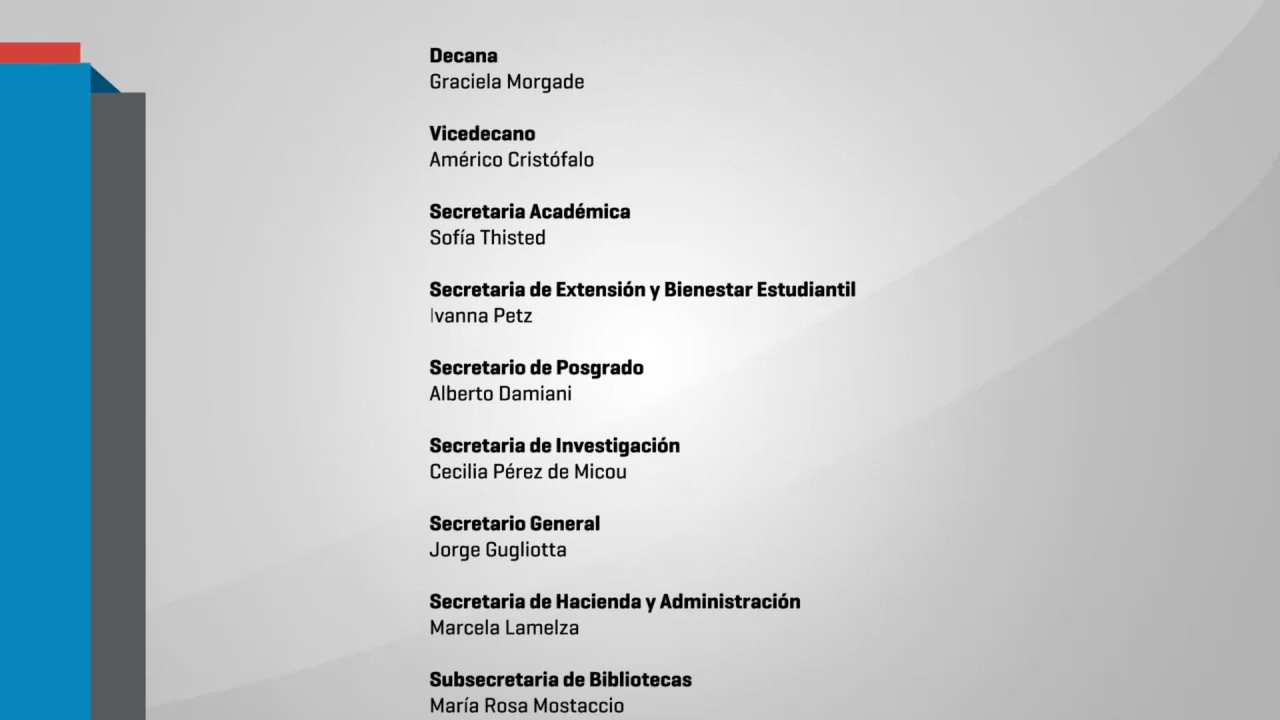 Decana
Graciela Morgade
Vicedecano
Américo Cristófalo
Secretaria Académica
Sofía Thisted
Secretaria de Extensión y Bienestar Estudiantil
Ivanna Petz
Secretario de Posgrado
Alberto Damiani
Secretaria de Investigación
Cecilia Pérez de Micou
Secretario General
Jorge Gugliotta
Secretaria de Hacienda y Administración
Marcela Lamelza
Subsecretaria de Bibliotecas
María Rosa Mostaccio